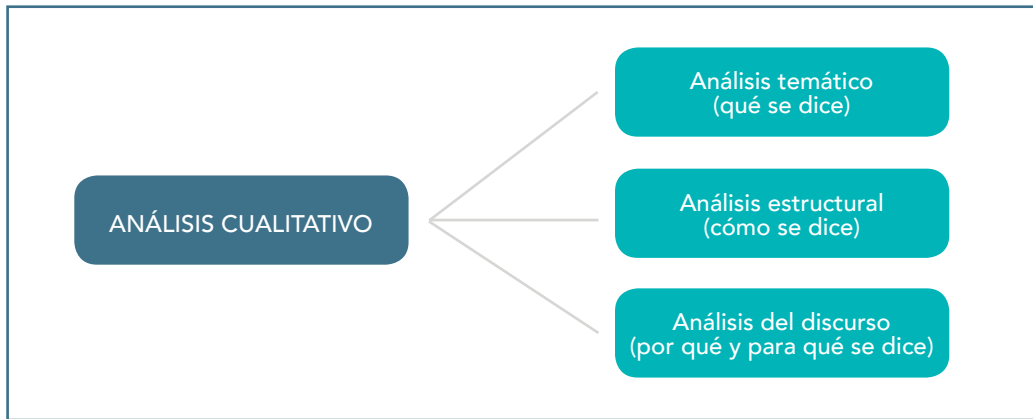 Análisis temático
(qué se dice)
ANÁLISIS CUALITATIVO
Análisis estructural
(cómo se dice)
Análisis del discurso
(por qué y para qué se dice)